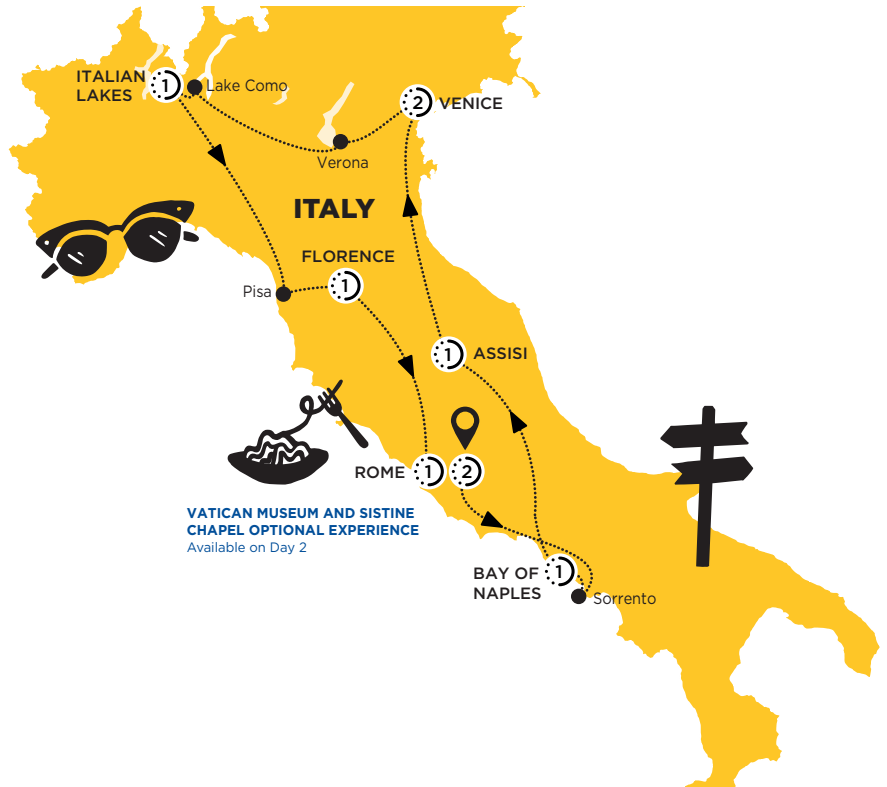 ITALIAN
LAKES
1
Lake Como
2
VENICE
Verona
ITALY
FLORENCE
1
Pisa
1
ASSISI
ROME
1
2
VATICAN MUSEUM AND SISTINE
CHAPEL OPTIONAL EXPERIENCE
Available on Day 2
BAY OF
NAPLES
1
Sorrento